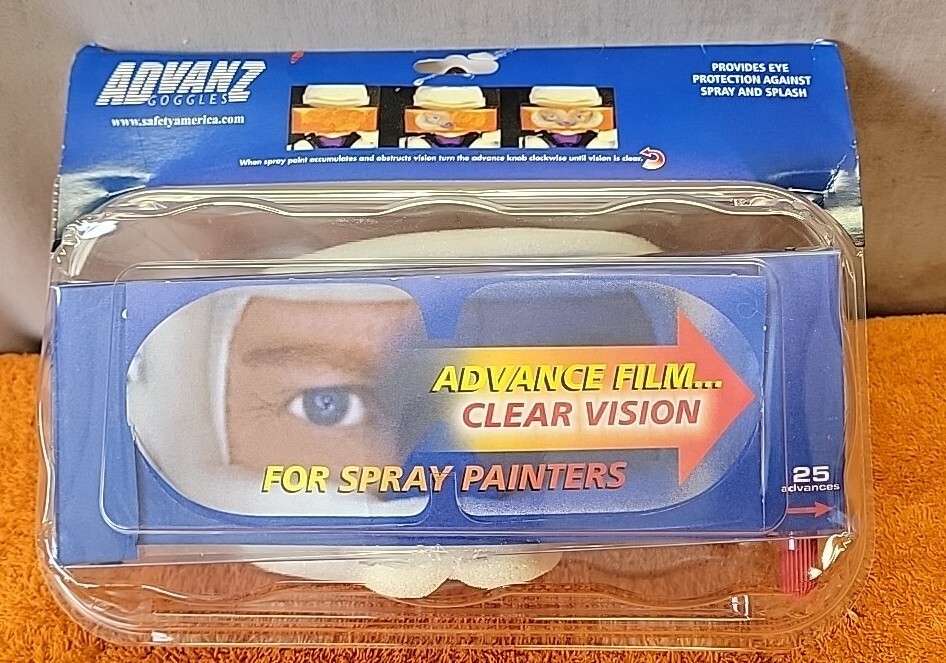 ADVANZ
GOGGLES
www.safetyamerica.com
PROVIDES EYE
PROTECTION AGAINST
SPRAY AND SPLASH
When spray paint accumulates and obstructs vision turn the advance knob clockwise until vision is clear.
ADVANCE FILM...
CLEAR VISION
FOR SPRAY PAINTERS
25
advances